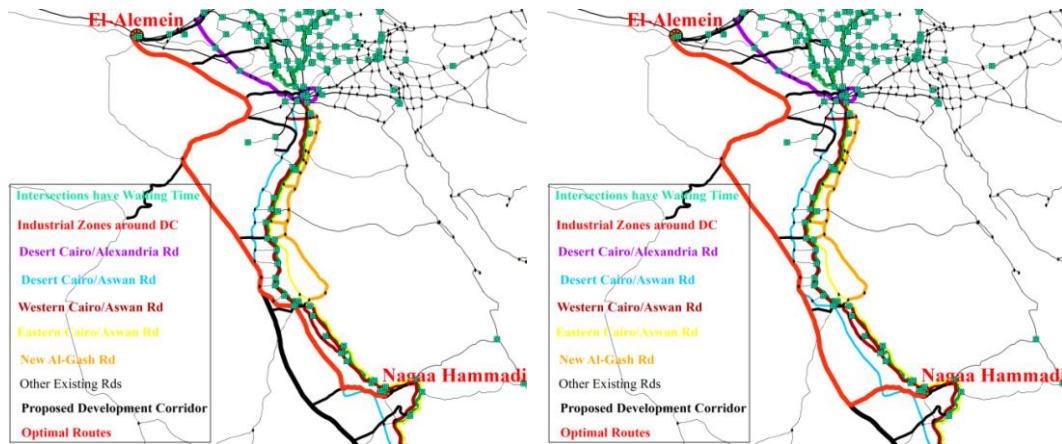 El-Alemein
Nagaa Hammadi
Intersections have Waiting Time
Industrial Zones around DC
Desert Cairo/Alexandria Rd
Desert Cairo/Aswan Rd
Western Cairo/Aswan Rd
Eastern Cairo/Aswan Rd
New Al-Gash Rd
Other Existing Rds
Proposed Development Corridor
Optimal Routes
El-Alemein
Nagaa Hammadi
Intersections have Waiting Time
Industrial Zones around DC
Desert Cairo/Alexandria Rd
Desert Cairo/Aswan Rd
Western Cairo/Aswan Rd
Eastern Cairo/Aswan Rd
New Al-Gash Rd
Other Existing Rds
Proposed Development Corridor
Optimal Routes